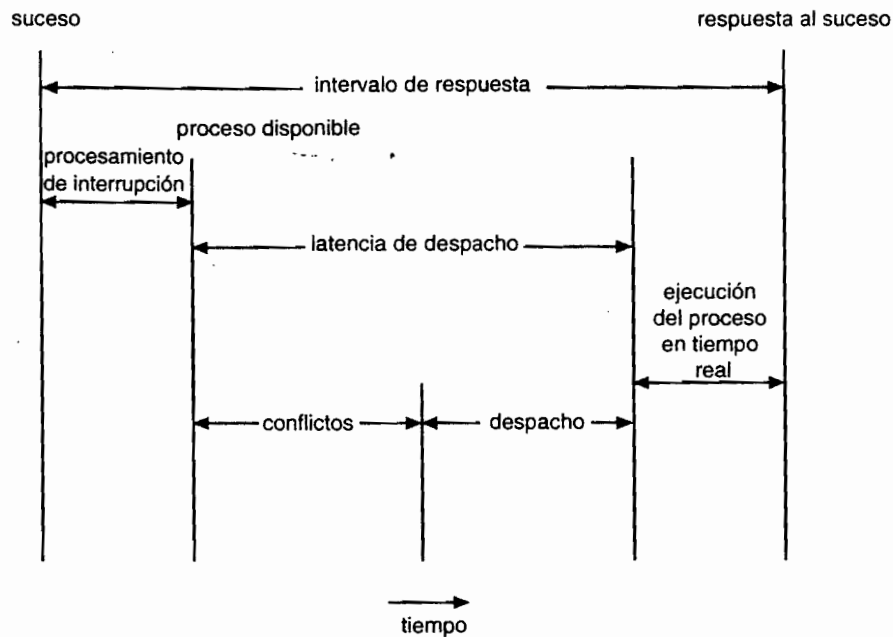 suceso
respuesta al suceso
intervalo de respuesta
proceso disponible
procesamiento
de interrupción
latencia de despacho
ejecución
del proceso
en tiempo
real
conflictos
despacho
tiempo